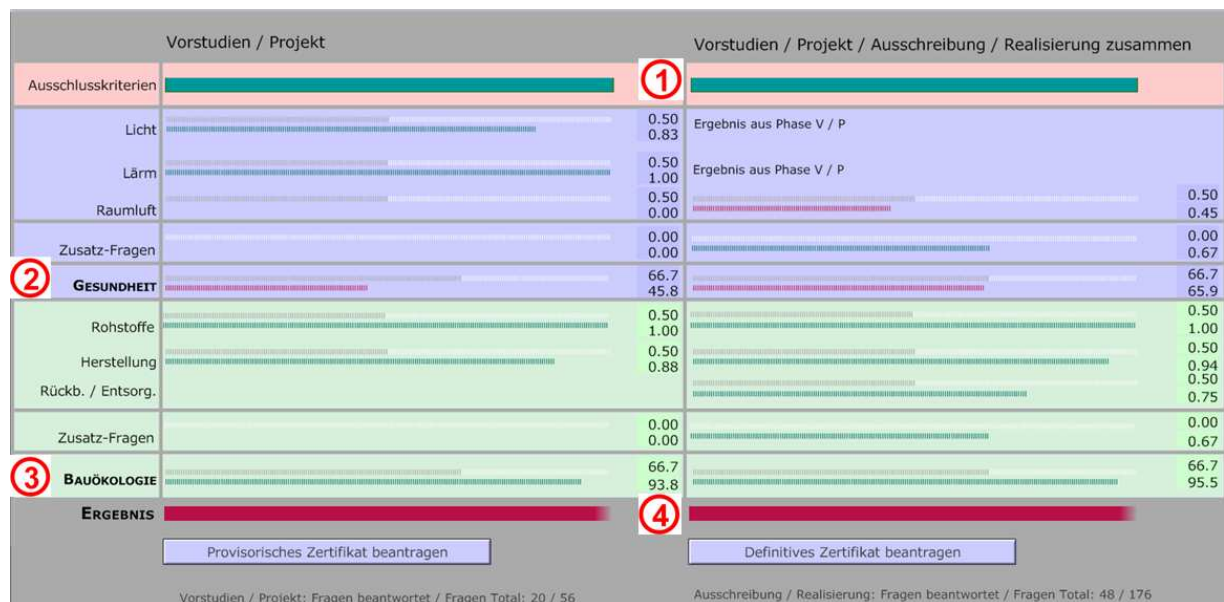 Vorstudien / Projekt
Vorstudien / Projekt / Ausschreibung / Realisierung zusammen
Ausschlusskriterien
1
Licht
0.50
0.83
Ergebnis aus Phase V / P
Lärm
0.50
1.00
Ergebnis aus Phase V / P
Raumluft
0.50
0.00
0.50
0.45
Zusatz-Fragen
0.00
0.00
0.00
0.67
2
GESUNDHEIT
66.7
45.8
66.7
65.9
Rohstoffe
0.50
1.00
0.50
1.00
Herstellung
0.50
0.88
0.50
0.94
Rückb. / Entsorg.
0.50
0.75
Zusatz-Fragen
0.00
0.00
0.00
0.67
3
BAUÖKOLOGIE
66.7
93.8
66.7
95.5
ERGEBNIS
4
Provisorisches Zertifikat beantragen
Definitives Zertifikat beantragen
Vorstudien / Projekt: Fragen beantwortet / Fragen Total: 20 / 56
Ausschreibung / Realisierung: Fragen beantwortet / Fragen Total: 48 / 176